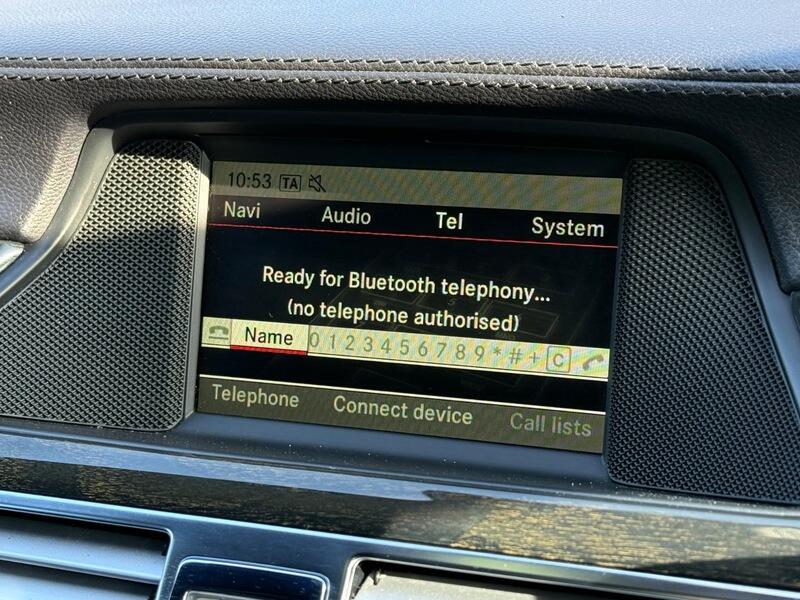 10:53 TA
Navi Audio Tel System
Ready for Bluetooth telephony...
(no telephone authorised)
Name 0 1 2 3 4 5 6 7 8 9 * # + C
Telephone Connect device Call lists